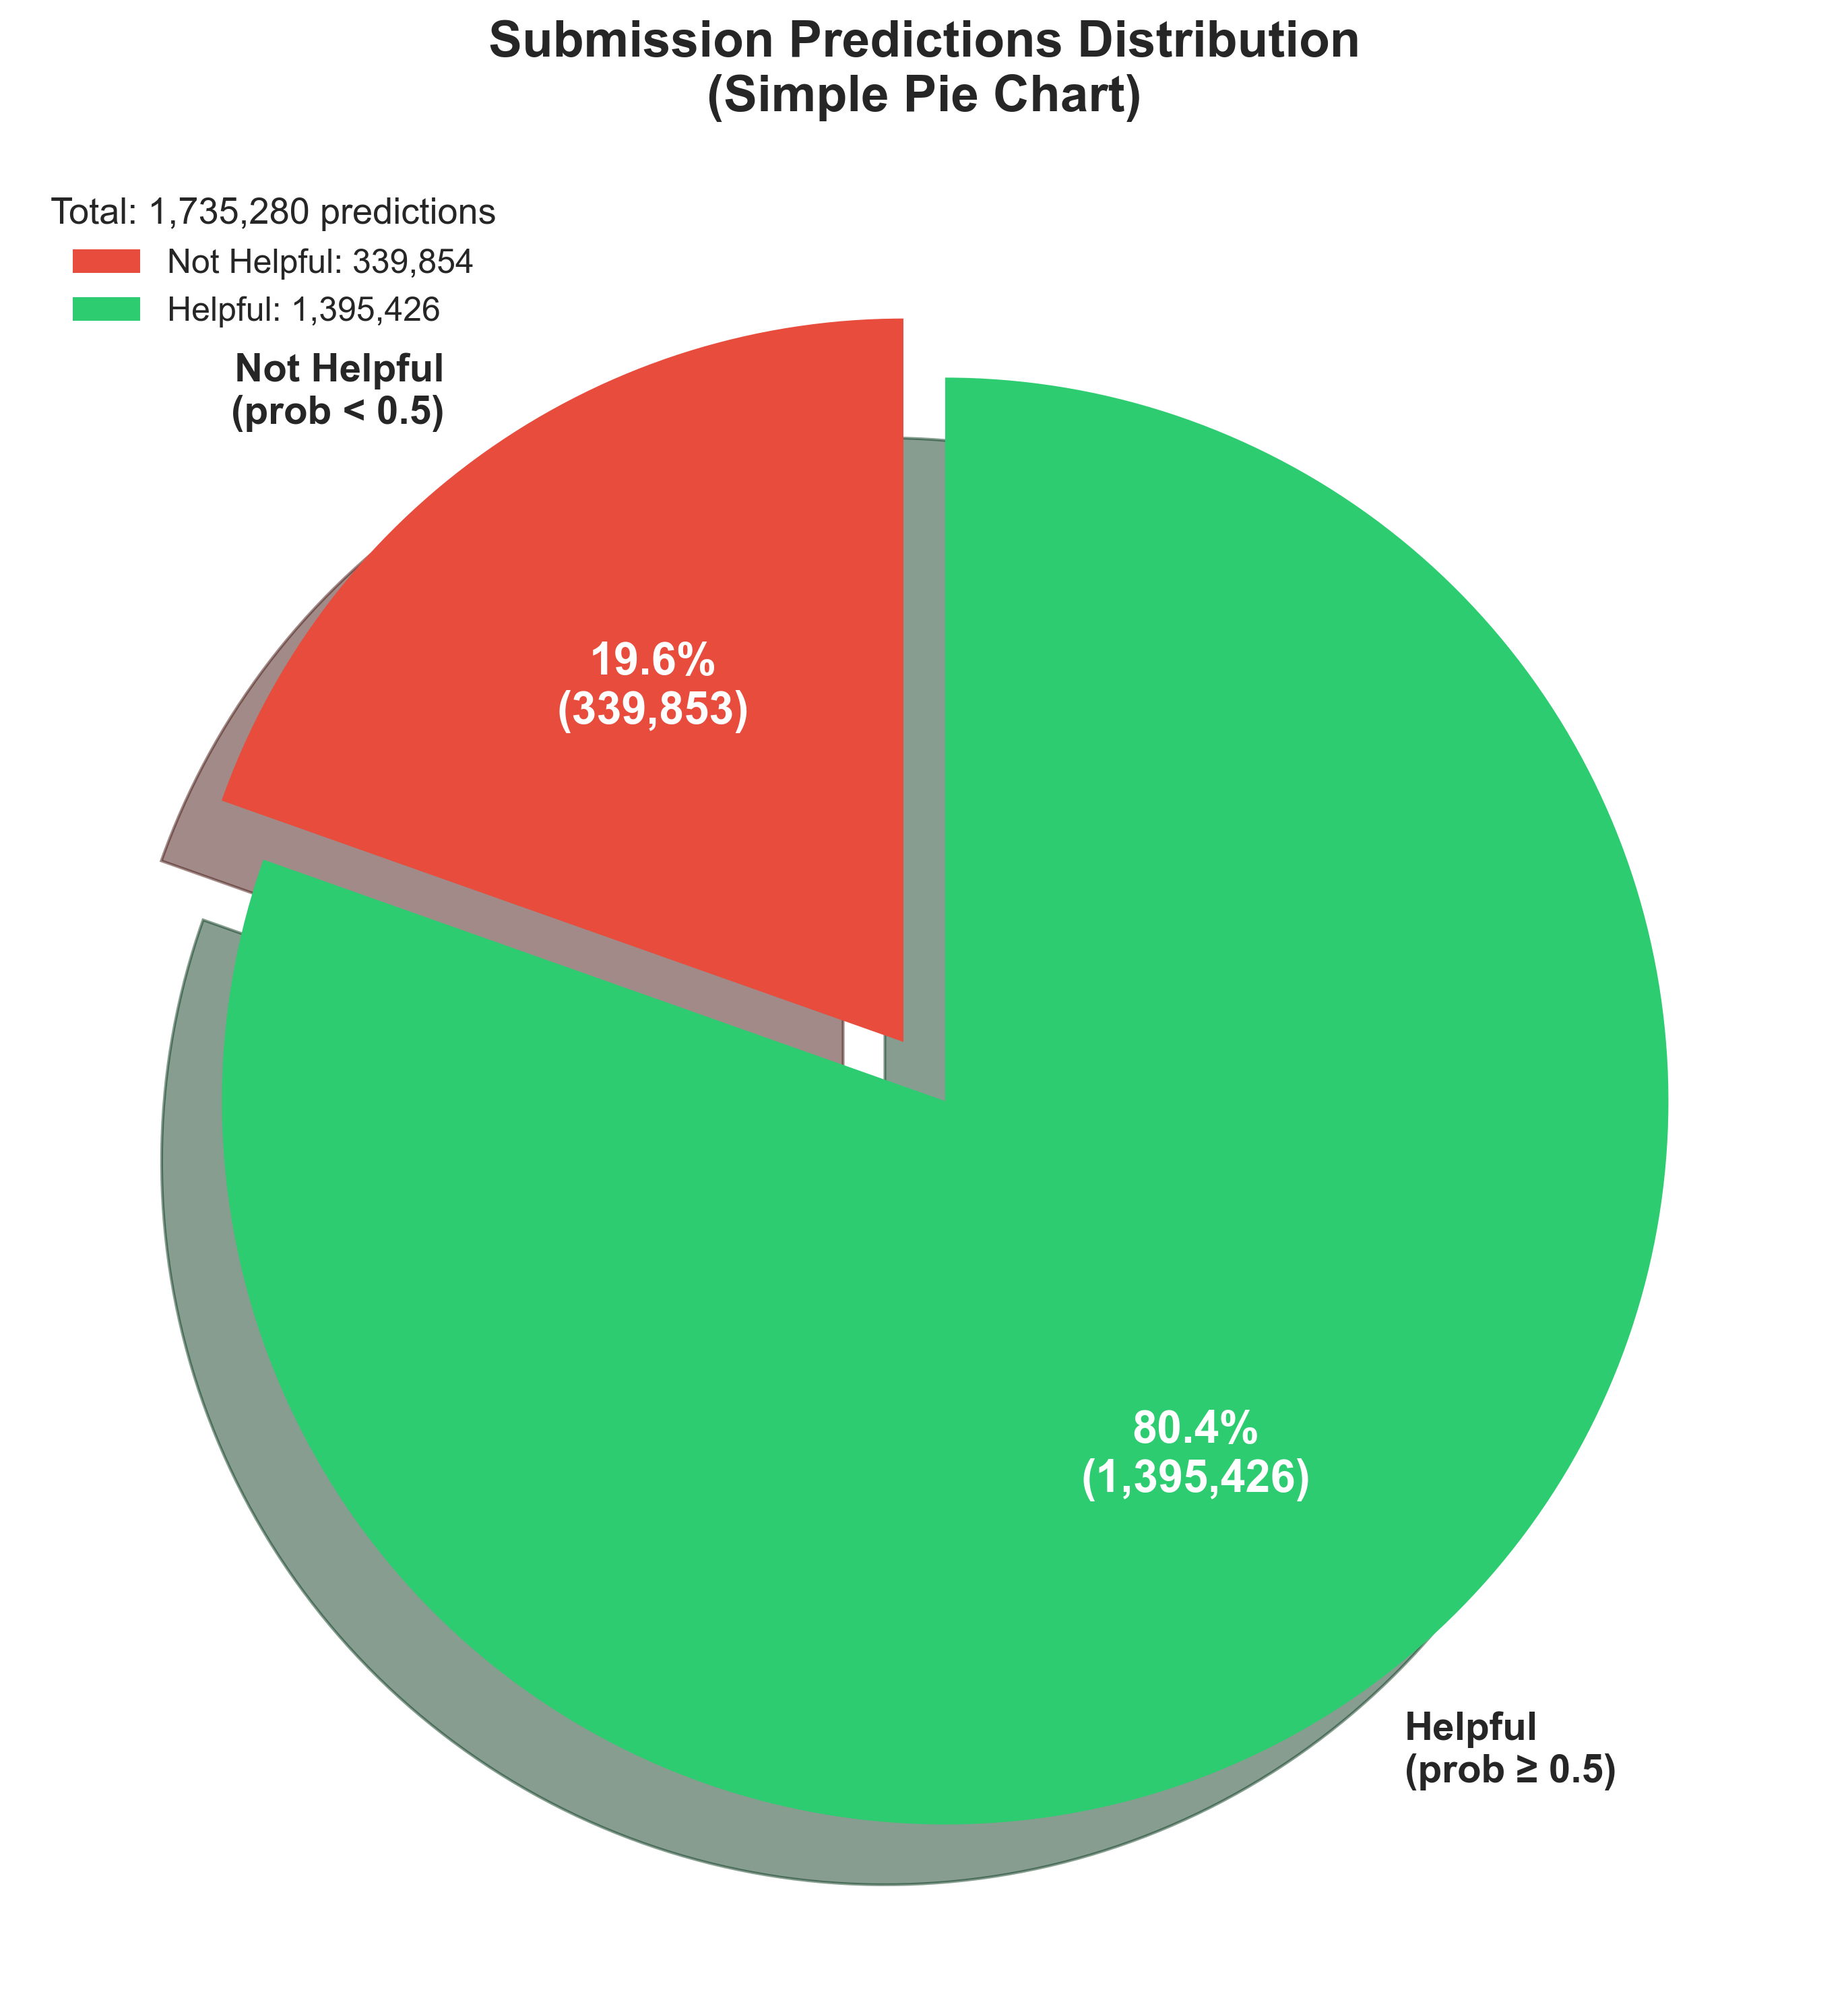 Submission Predictions Distribution
(Simple Pie Chart)
Total: 1,735,280 predictions
Not Helpful: 339,854
Helpful: 1,395,426
Not Helpful
(prob < 0.5)
19.6%
(339,853)
80.4%
(1,395,426)
Helpful
(prob ≥ 0.5)